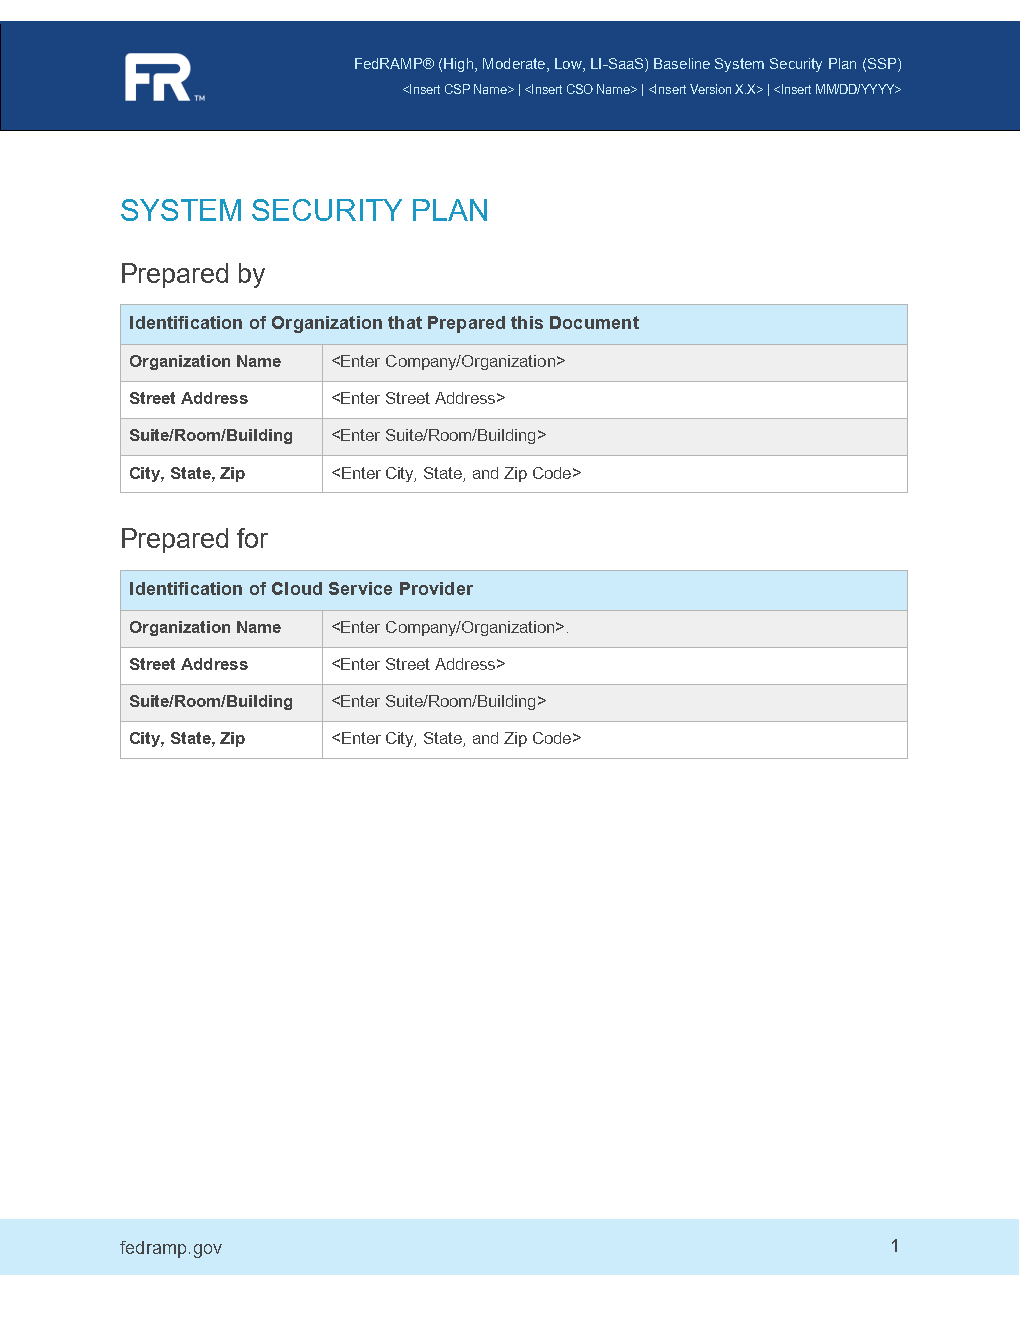 FR™
FedRAMP® (High, Moderate, Low, LI-SaaS) Baseline System Security Plan (SSP)
<Insert CSP Name> | <Insert CSO Name> | <Insert Version X.X> | <Insert MM/DD/YYYY>
SYSTEM SECURITY PLAN
Prepared by
Identification of Organization that Prepared this Document
Organization Name <Enter Company/Organization>
Street Address <Enter Street Address>
Suite/Room/Building <Enter Suite/Room/Building>
City, State, Zip <Enter City, State, and Zip Code>
Prepared for
Identification of Cloud Service Provider
Organization Name <Enter Company/Organization>.
Street Address <Enter Street Address>
Suite/Room/Building <Enter Suite/Room/Building>
City, State, Zip <Enter City, State, and Zip Code>
fedramp.gov 1